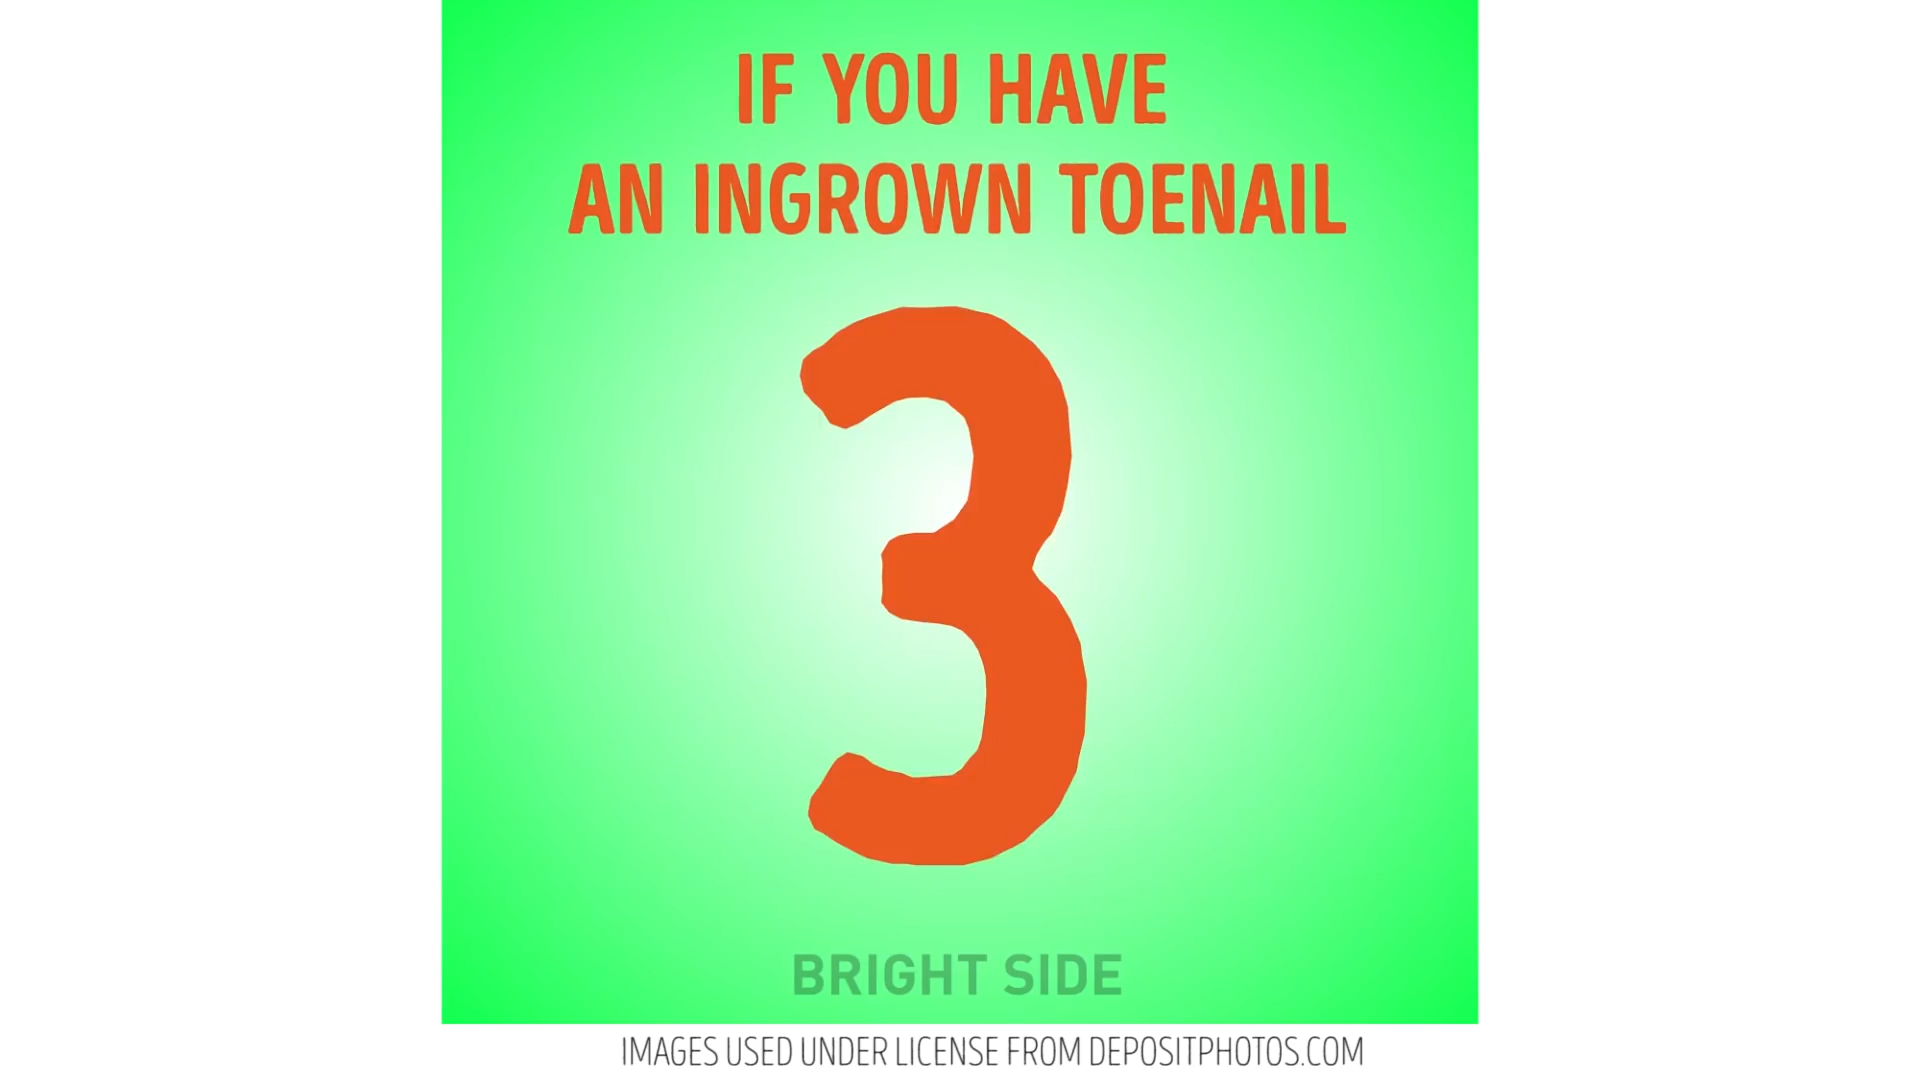 IF YOU HAVE
AN INGROWN TOENAIL
3
BRIGHT SIDE
IMAGES USED UNDER LICENSE FROM DEPOSITPHOTOS.COM